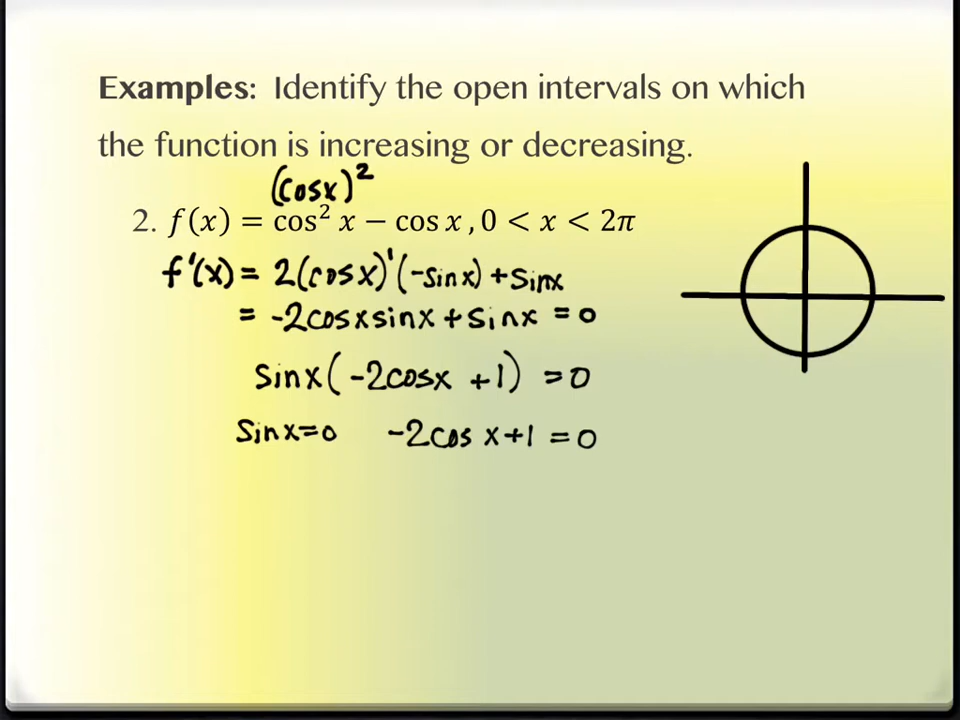 Examples: Identify the open intervals on which
the function is increasing or decreasing.
(cosx)²
2. f(x) = cos² x − cos x , 0 < x < 2π
f'(x) = 2(cosx)'(-sinx) + sinx
= -2cosxsinx + sinx = 0
sinx(-2cosx + 1) = 0
sinx=0 -2cos x+1 = 0